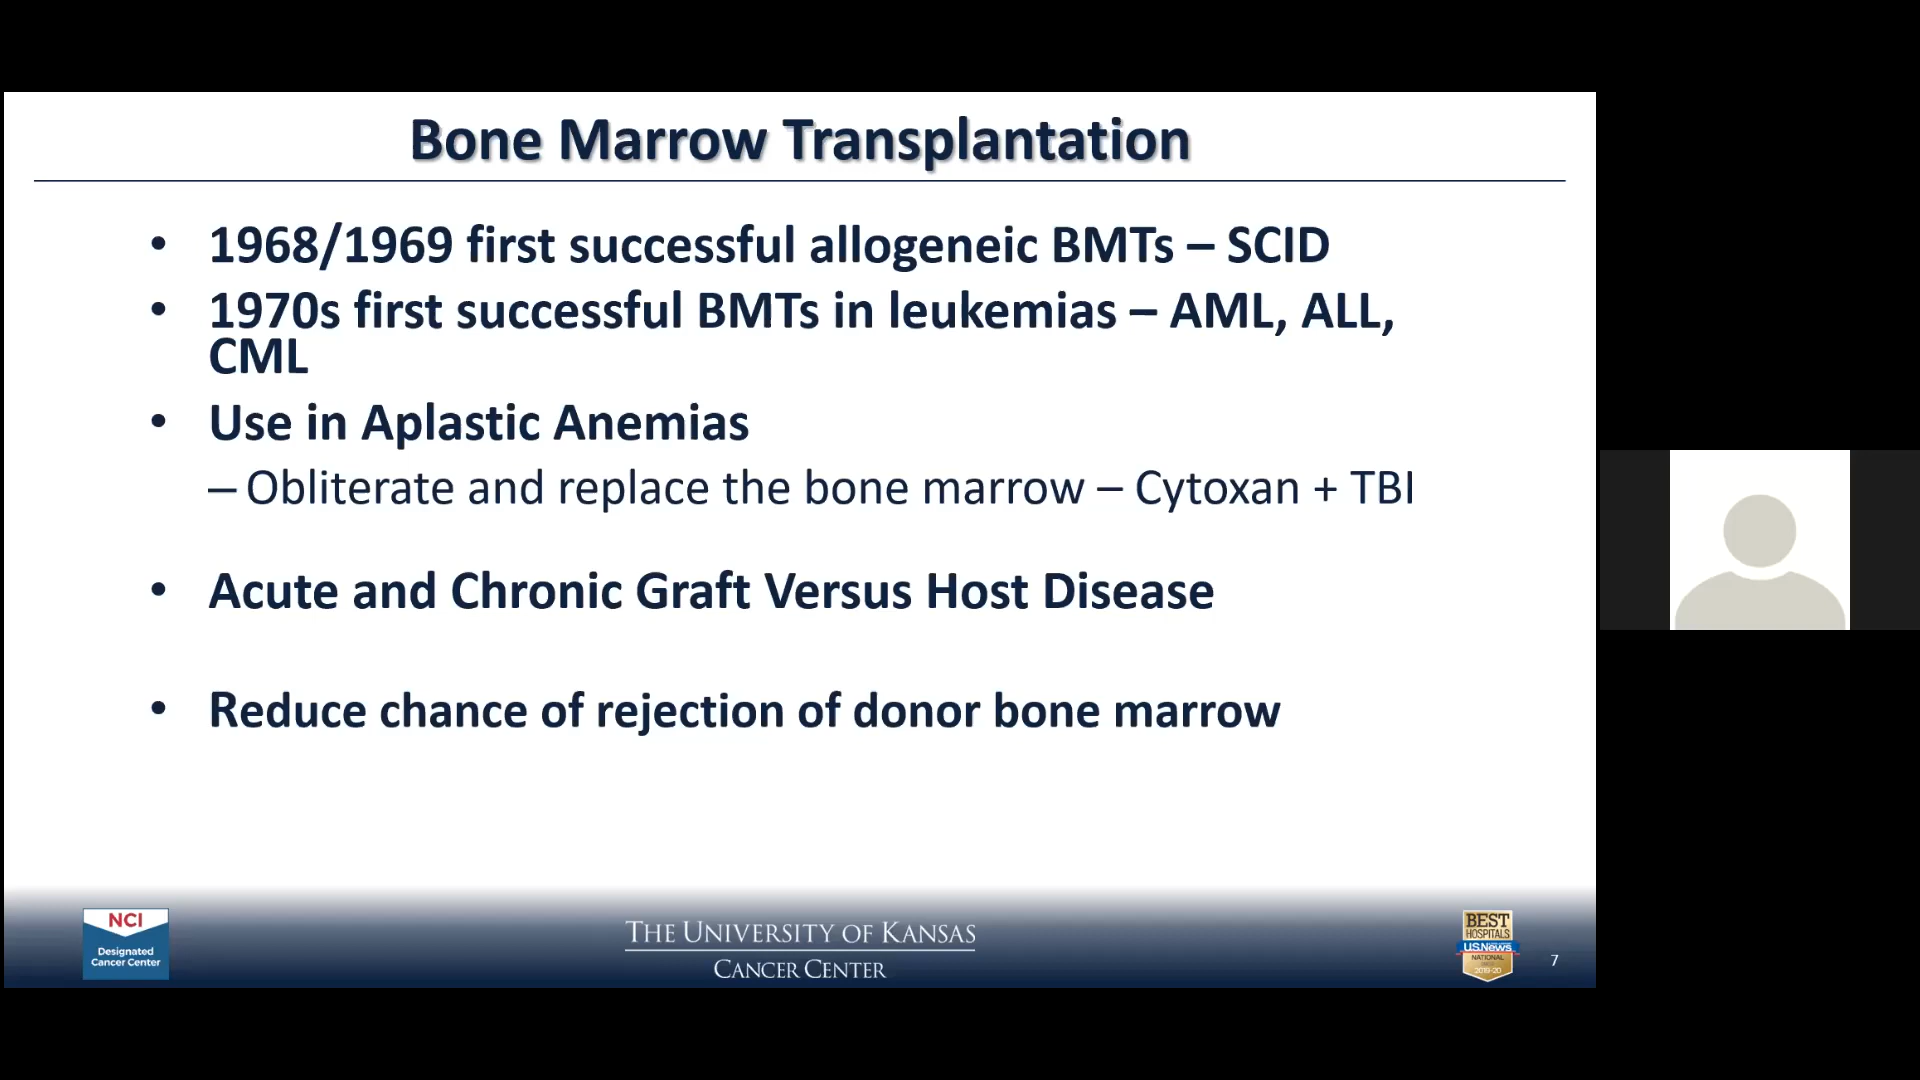 Bone Marrow Transplantation
• 1968/1969 first successful allogeneic BMTs – SCID
• 1970s first successful BMTs in leukemias – AML, ALL,
CML
• Use in Aplastic Anemias
– Obliterate and replace the bone marrow – Cytoxan + TBI
• Acute and Chronic Graft Versus Host Disease
• Reduce chance of rejection of donor bone marrow
NCI
Designated
Cancer Center
THE UNIVERSITY OF KANSAS
CANCER CENTER
BEST
HOSPITALS
U.S.News
NATIONAL
2019-20
7